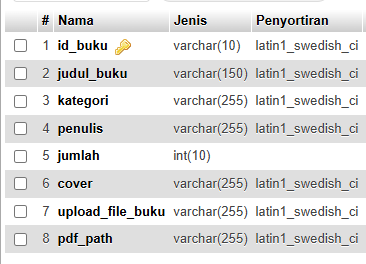 # Nama Jenis Penyortiran
1 id_buku varchar(10) latin1_swedish_ci
2 judul_buku varchar(150) latin1_swedish_ci
3 kategori varchar(255) latin1_swedish_ci
4 penulis varchar(255) latin1_swedish_ci
5 jumlah int(10)
6 cover varchar(255) latin1_swedish_ci
7 upload_file_buku varchar(255) latin1_swedish_ci
8 pdf_path varchar(255) latin1_swedish_ci